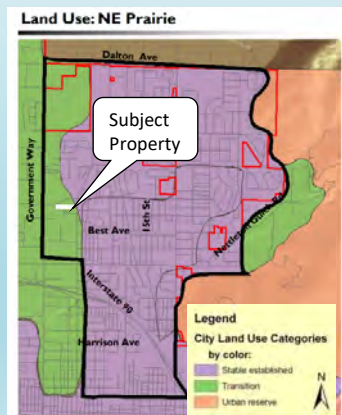 Land Use: NE Prairie
Dalton Ave
Subject
Property
Government Way
15th St
Best Ave
Interstate 90
Harrison Ave
Legend
City Land Use Categories
by color:
Stable established
Transition
Urban reserve
N